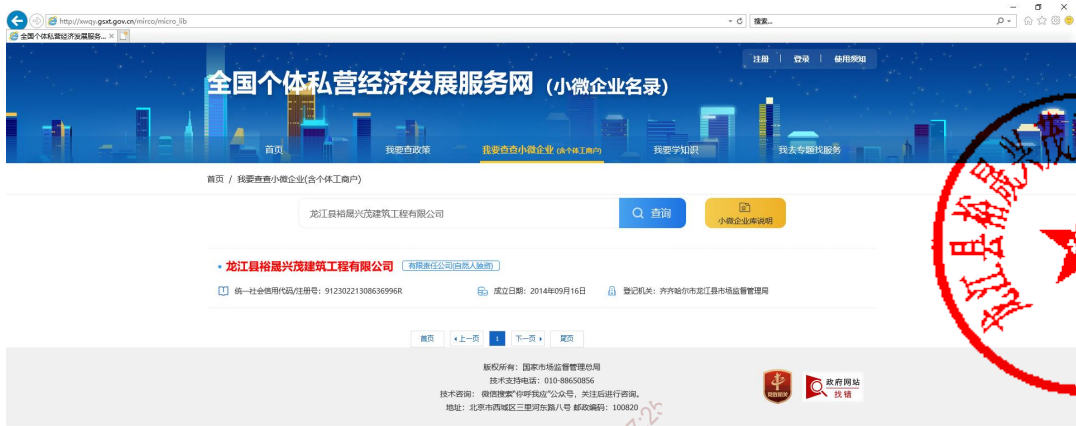 http://xwqy.gsxt.gov.cn/mirco/micro_lib
搜索...
全国个体私营经济发展服务...
注册 | 登录 | 使用须知
全国个体私营经济发展服务网 (小微企业名录)
首页 我要查政策 我要查查小微企业 (含个体工商户) 我要学知识 我去专题找服务
首页 / 我要查查小微企业(含个体工商户)
龙江县裕晟兴茂建筑工程有限公司
查询
小微企业库说明
龙江县裕晟兴茂建筑工程有限公司 有限责任公司(自然人独资)
统一社会信用代码/注册号:91230221308636996R 成立日期:2014年09月16日 登记机关:齐齐哈尔市龙江县市场监督管理局
首页 上一页 1 下一页 尾页
版权所有:国家市场监督管理总局
技术支持电话:010-88650856
技术咨询: 微信搜索"你呼我应"公众号,关注后进行咨询。
地址:北京市西城区三里河东路八号 邮政编码:100820
党政机关
政府网站
找错
龙江县裕晟兴茂